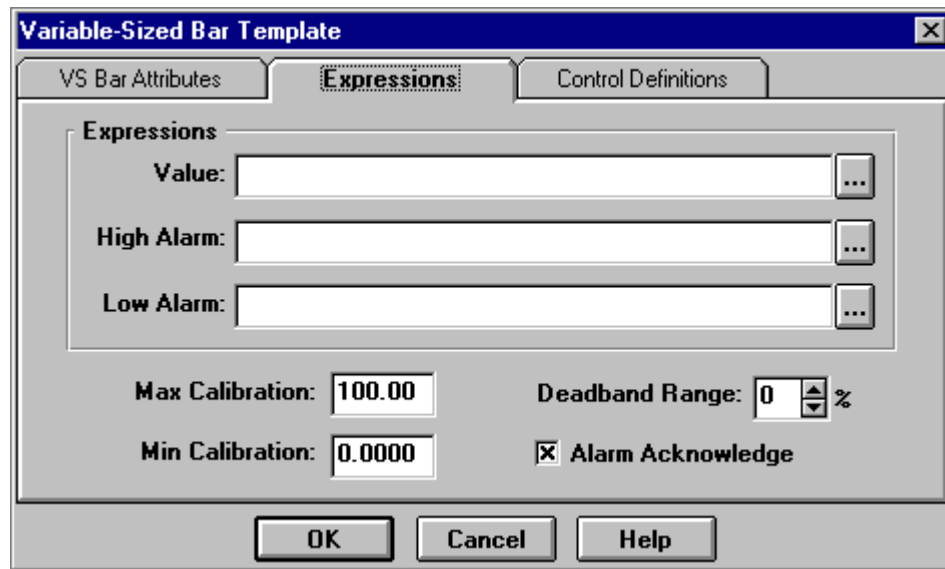 Variable-Sized Bar Template
VS Bar Attributes
Expressions
Control Definitions
Expressions
Value:
...
High Alarm:
...
Low Alarm:
...
Max Calibration: 100.00
Deadband Range: 0 %
Min Calibration: 0.0000
Alarm Acknowledge
OK
Cancel
Help